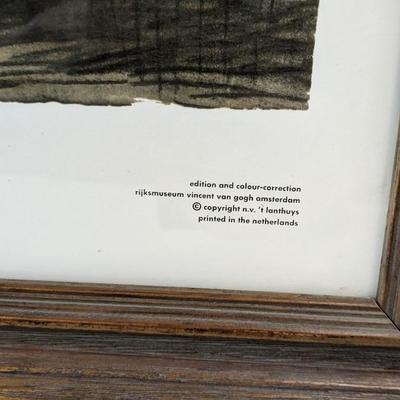 edition and colour-correction
rijksmuseum vincent van gogh amsterdam
© copyright n.v. 't lanthuys
printed in the netherlands